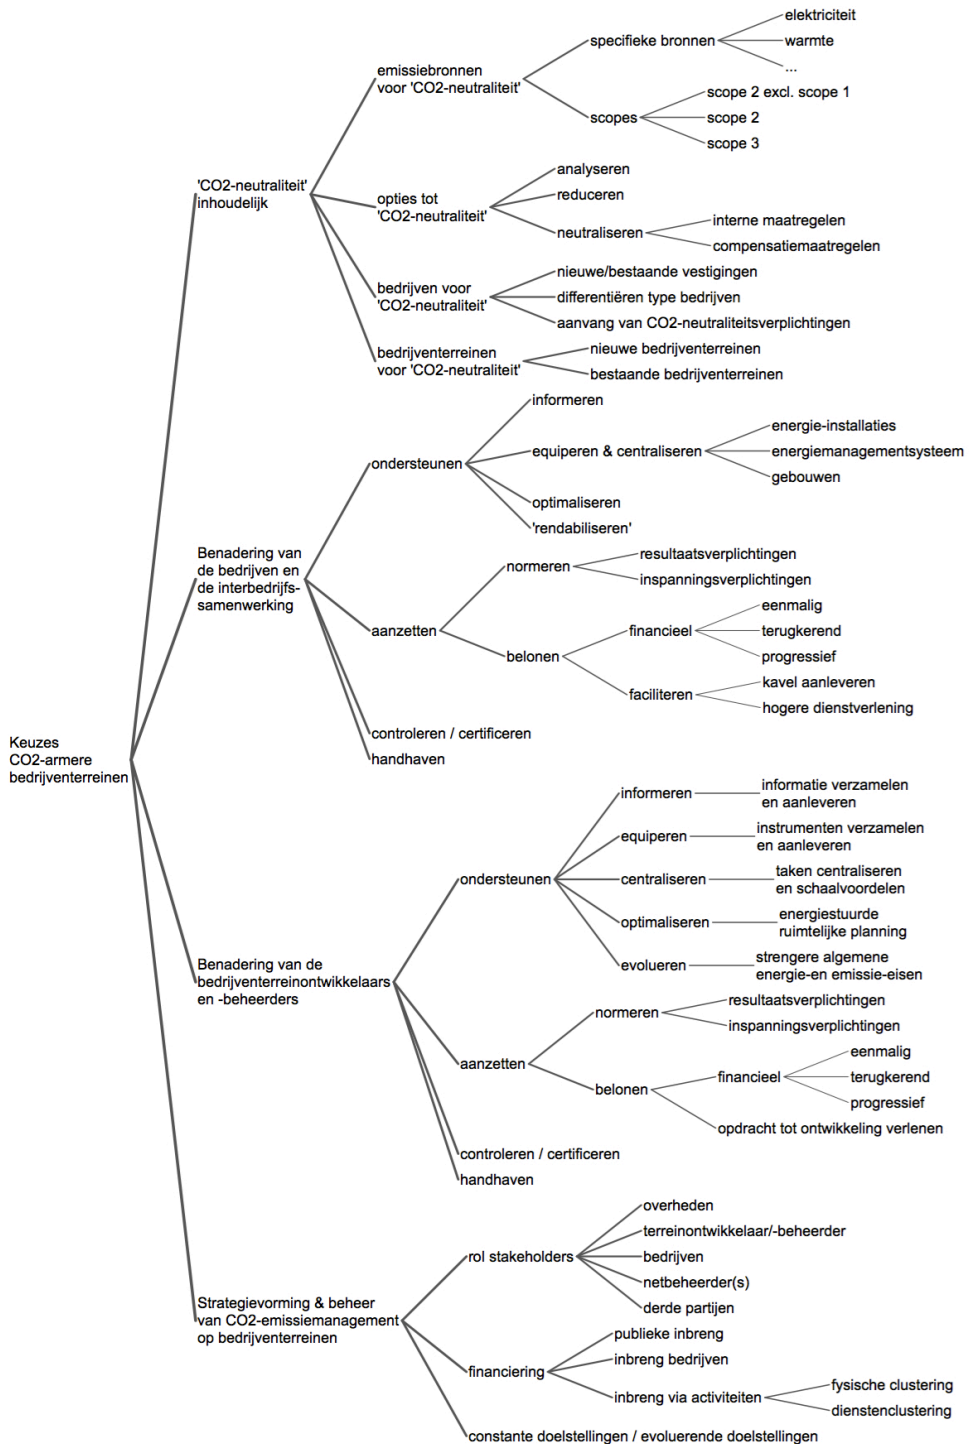 Keuzes
CO2-armere
bedrijventerreinen
'CO2-neutraliteit'
inhoudelijk
emissiebronnen
voor 'CO2-neutraliteit'
specifieke bronnen
elektriciteit
warmte
...
scopes
scope 2 excl. scope 1
scope 2
scope 3
opties tot
'CO2-neutraliteit'
analyseren
reduceren
neutraliseren
interne maatregelen
compensatiemaatregelen
bedrijven voor
'CO2-neutraliteit'
nieuwe/bestaande vestigingen
differentiëren type bedrijven
aanvang van CO2-neutraliteitsverplichtingen
bedrijventerreinen
voor 'CO2-neutraliteit'
nieuwe bedrijventerreinen
bestaande bedrijventerreinen
Benadering van
de bedrijven en
de interbedrijfs-
samenwerking
ondersteunen
informeren
equiperen & centraliseren
energie-installaties
energiemanagementsysteem
gebouwen
optimaliseren
'rendabiliseren'
aanzetten
normeren
resultaatsverplichtingen
inspanningsverplichtingen
belonen
financieel
eenmalig
terugkerend
progressief
faciliteren
kavel aanleveren
hogere dienstverlening
controleren / certificeren
handhaven
Benadering van de
bedrijventerreinontwikkelaars
en -beheerders
ondersteunen
informeren
informatie verzamelen
en aanleveren
equiperen
instrumenten verzamelen
en aanleveren
centraliseren
taken centraliseren
en schaalvoordelen
optimaliseren
energiestuurde
ruimtelijke planning
evolueren
strengere algemene
energie-en emissie-eisen
aanzetten
normeren
resultaatsverplichtingen
inspanningsverplichtingen
belonen
financieel
eenmalig
terugkerend
progressief
opdracht tot ontwikkeling verlenen
controleren / certificeren
handhaven
Strategievorming & beheer
van CO2-emissiemanagement
op bedrijventerreinen
rol stakeholders
overheden
terreinontwikkelaar/-beheerder
bedrijven
netbeheerder(s)
derde partijen
financiering
publieke inbreng
inbreng bedrijven
inbreng via activiteiten
fysische clustering
dienstenclustering
constante doelstellingen / evoluerende doelstellingen